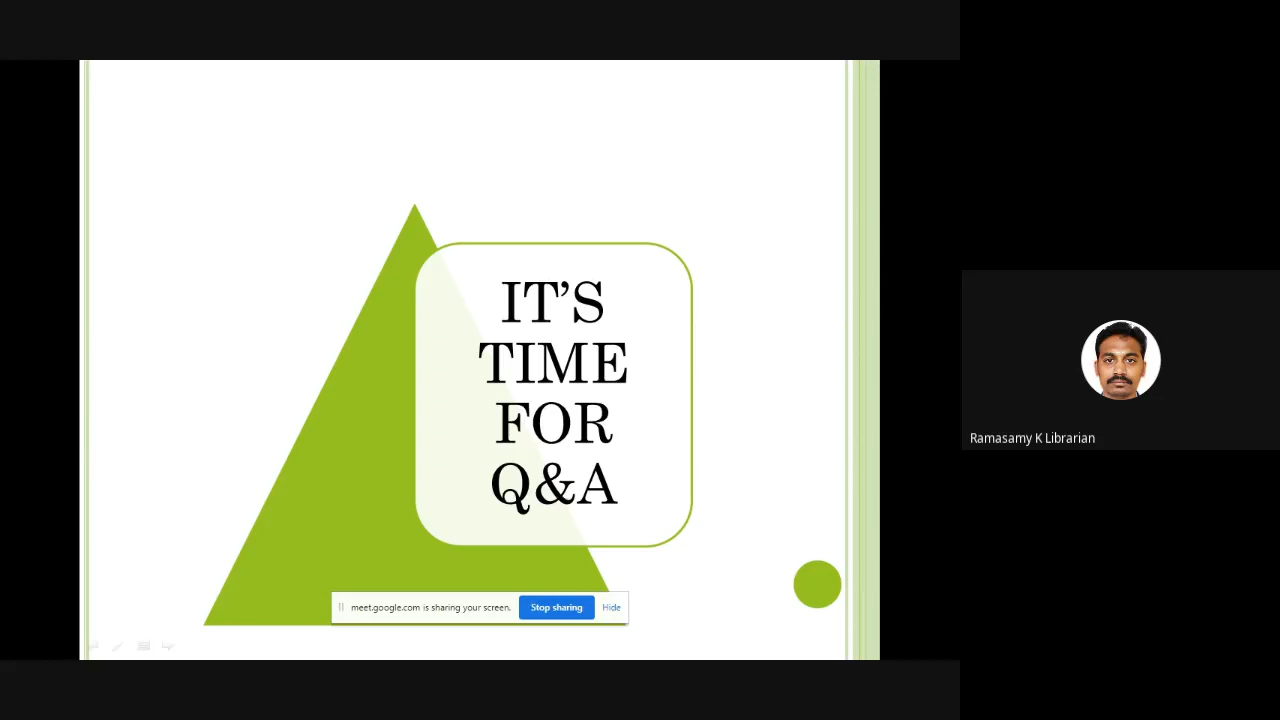 IT’S
TIME
FOR
Q&A
meet.google.com is sharing your screen. Stop sharing Hide
Ramasamy K Librarian